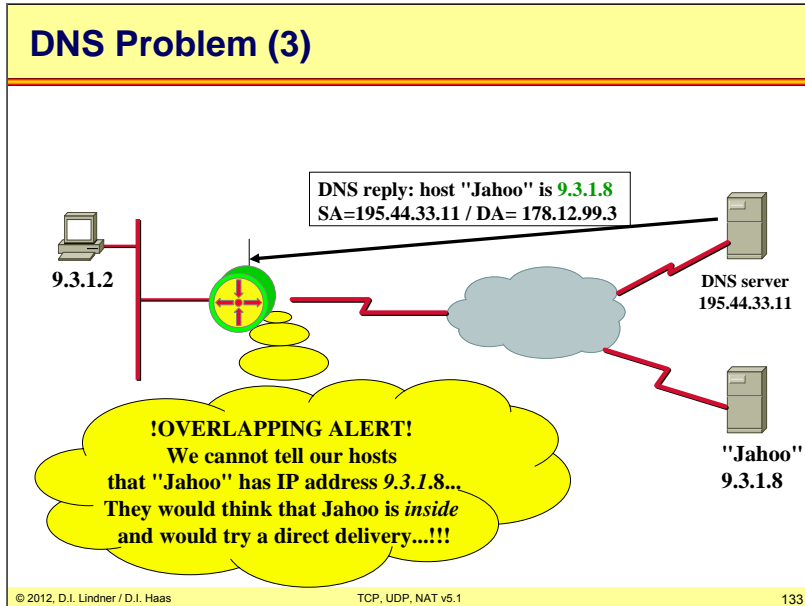 DNS Problem (3)
DNS reply: host "Jahoo" is 9.3.1.8
SA=195.44.33.11 / DA= 178.12.99.3
9.3.1.2
DNS server
195.44.33.11
!OVERLAPPING ALERT!
We cannot tell our hosts
that "Jahoo" has IP address 9.3.1.8...
They would think that Jahoo is inside
and would try a direct delivery...!!!
"Jahoo"
9.3.1.8
© 2012, D.I. Lindner / D.I. Haas
TCP, UDP, NAT v5.1
133